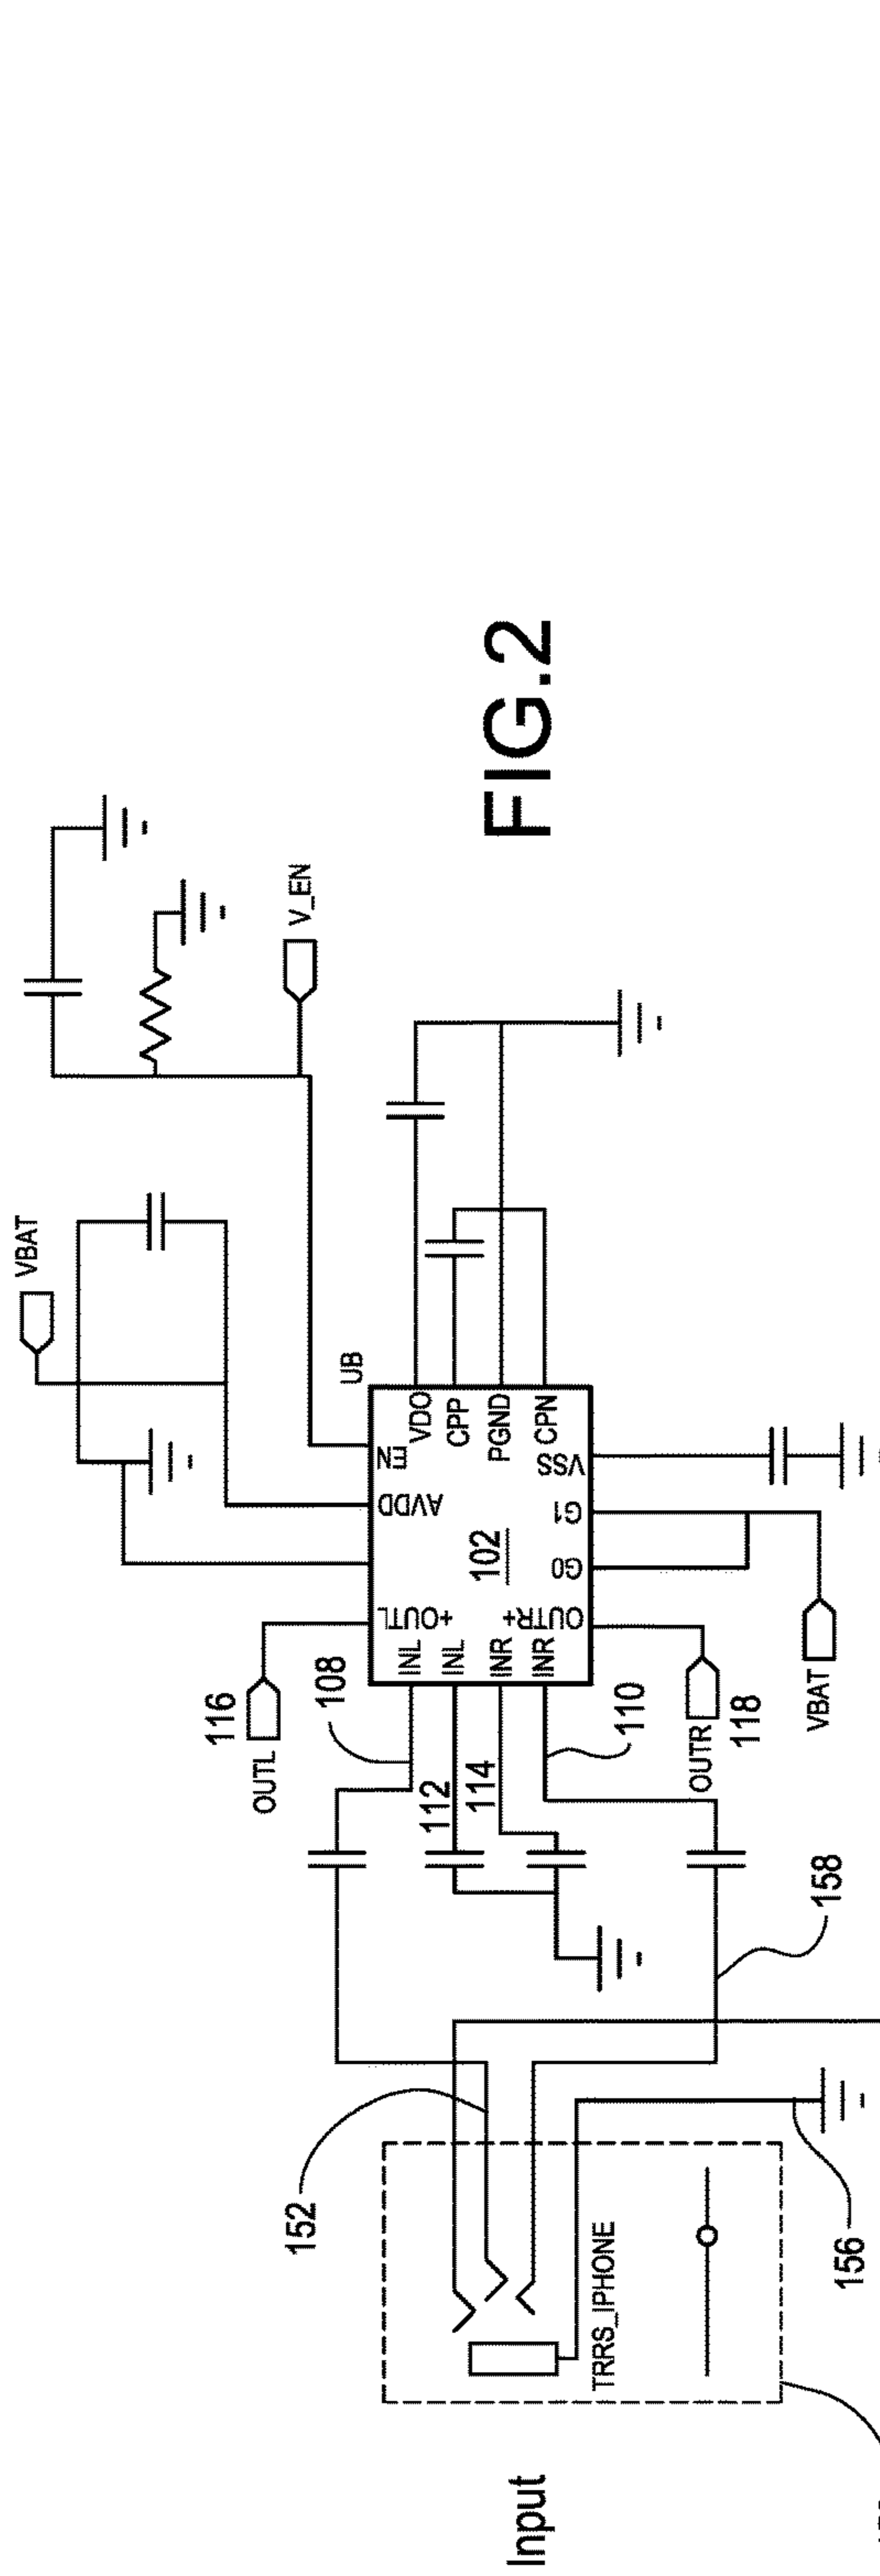 FIG.2
VBAT
V_EN
UB
EN
AVDD
+OUTL
VDO
CPP
PGND
CPN
VSS
G1
G0
OUTR+
INL
INL
INR
INR
102
116
OUTL
108
112
114
110
OUTR
118
VBAT
158
152
TRRS_IPHONE
156
Input